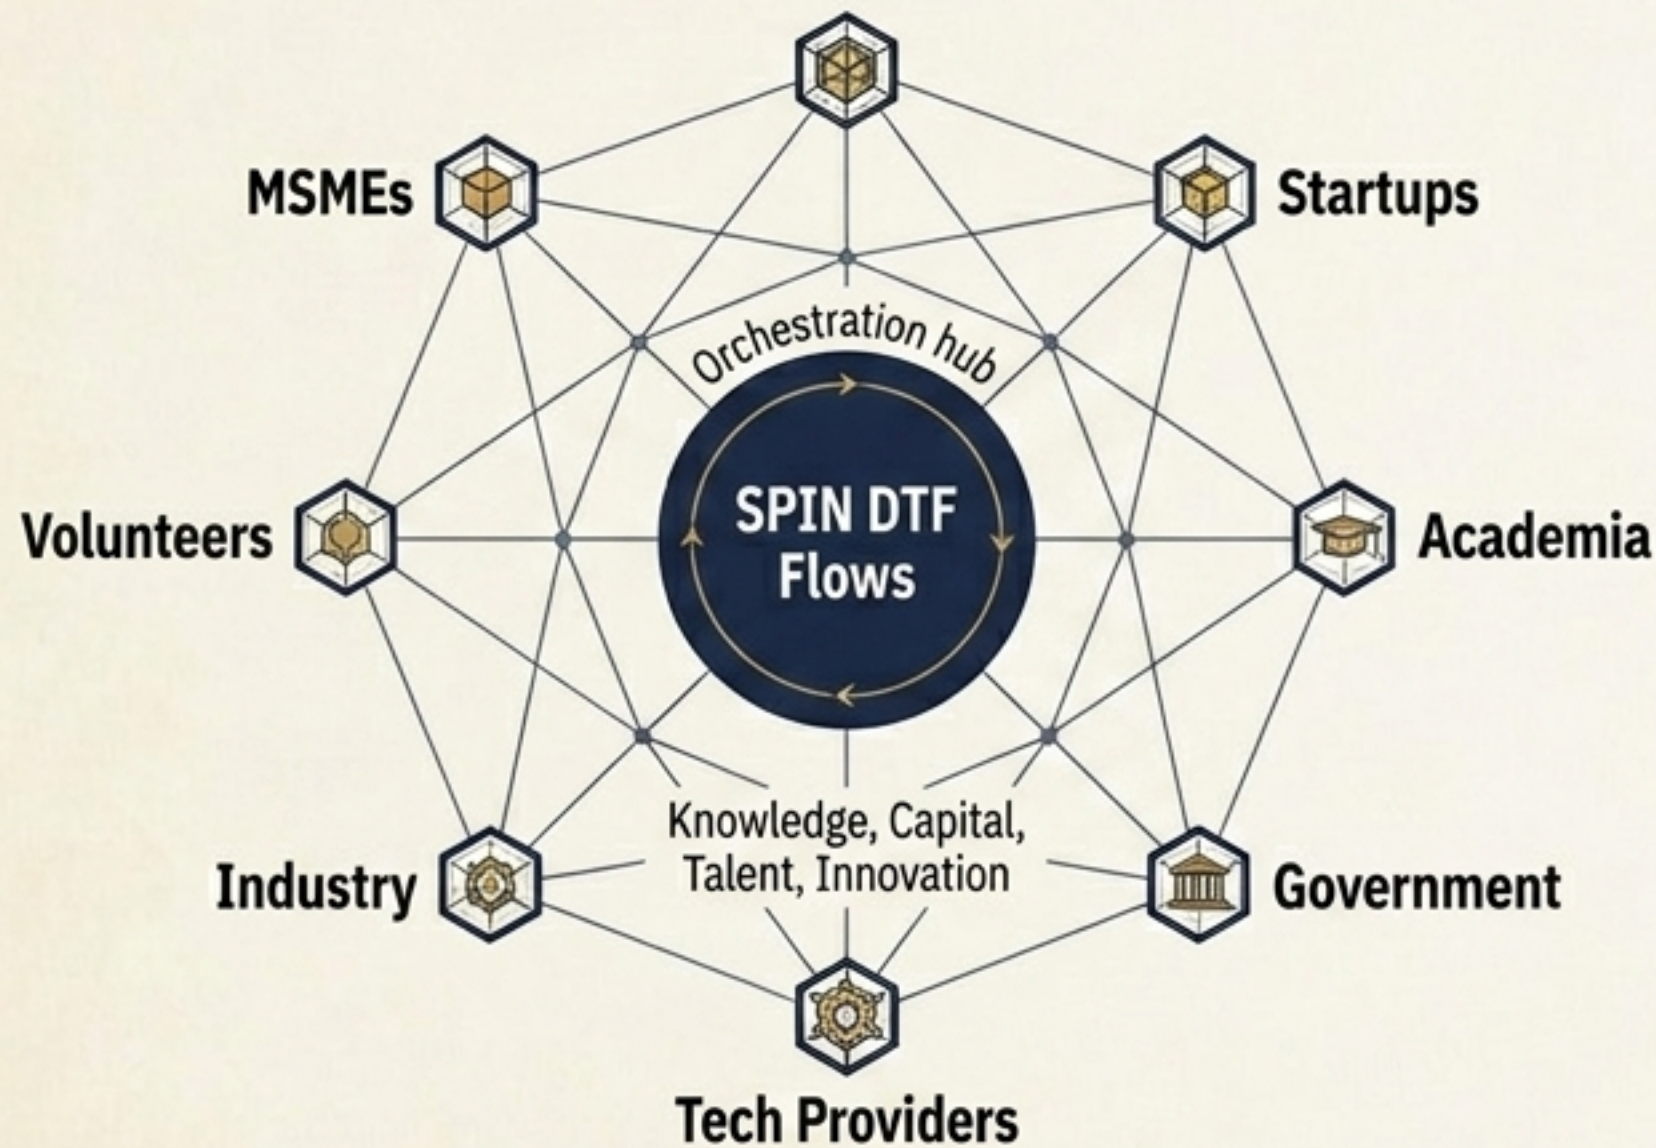 MSMEs
Startups
Orchestration hub
SPIN DTF
Flows
Volunteers
Academia
Knowledge, Capital,
Talent, Innovation
Industry
Government
Tech Providers